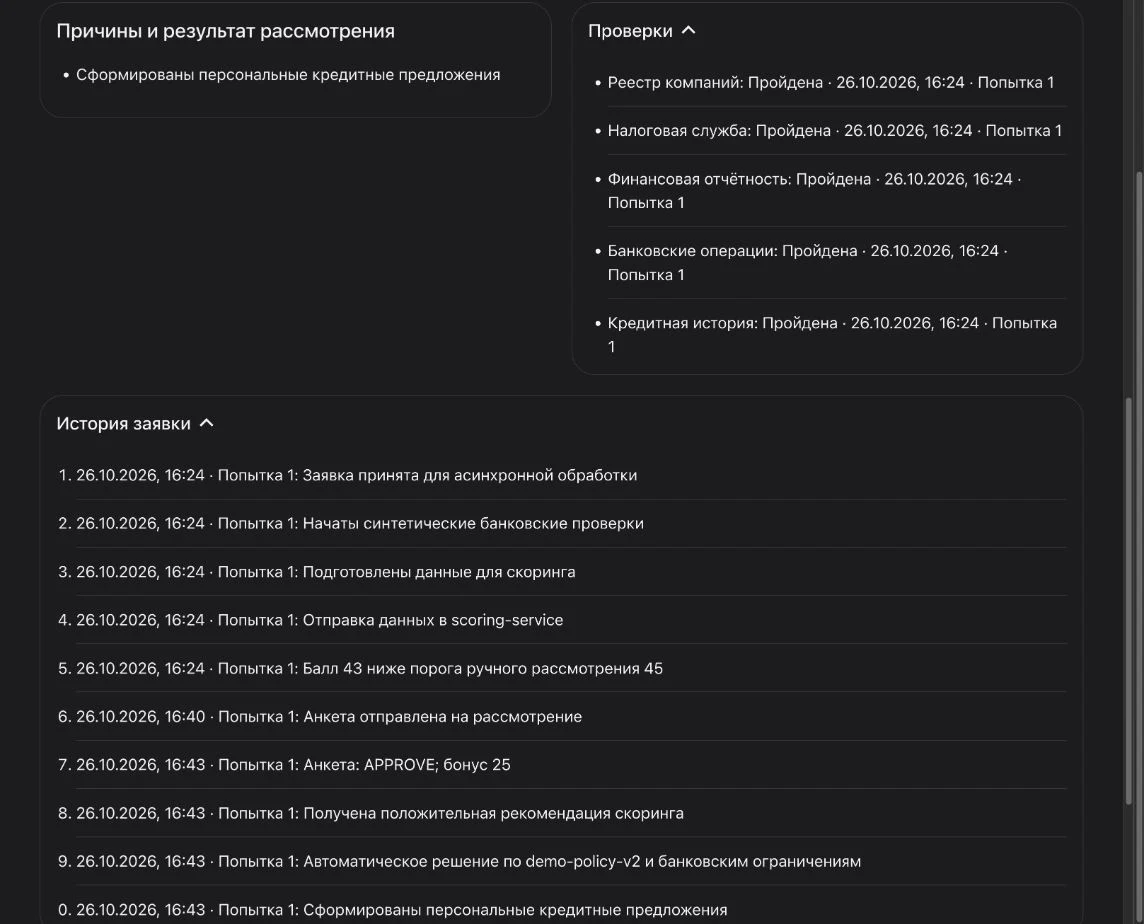 Причины и результат рассмотрения
• Сформированы персональные кредитные предложения
Проверки
• Реестр компаний: Пройдена · 26.10.2026, 16:24 · Попытка 1
• Налоговая служба: Пройдена · 26.10.2026, 16:24 · Попытка 1
• Финансовая отчётность: Пройдена · 26.10.2026, 16:24 ·
Попытка 1
• Банковские операции: Пройдена · 26.10.2026, 16:24 ·
Попытка 1
• Кредитная история: Пройдена · 26.10.2026, 16:24 · Попытка
1
История заявки
1. 26.10.2026, 16:24 · Попытка 1: Заявка принята для асинхронной обработки
2. 26.10.2026, 16:24 · Попытка 1: Начаты синтетические банковские проверки
3. 26.10.2026, 16:24 · Попытка 1: Подготовлены данные для скоринга
4. 26.10.2026, 16:24 · Попытка 1: Отправка данных в scoring-service
5. 26.10.2026, 16:24 · Попытка 1: Балл 43 ниже порога ручного рассмотрения 45
6. 26.10.2026, 16:40 · Попытка 1: Анкета отправлена на рассмотрение
7. 26.10.2026, 16:43 · Попытка 1: Анкета: APPROVE; бонус 25
8. 26.10.2026, 16:43 · Попытка 1: Получена положительная рекомендация скоринга
9. 26.10.2026, 16:43 · Попытка 1: Автоматическое решение по demo-policy-v2 и банковским ограничениям
0. 26.10.2026, 16:43 · Попытка 1: Сформированы персональные кредитные предложения